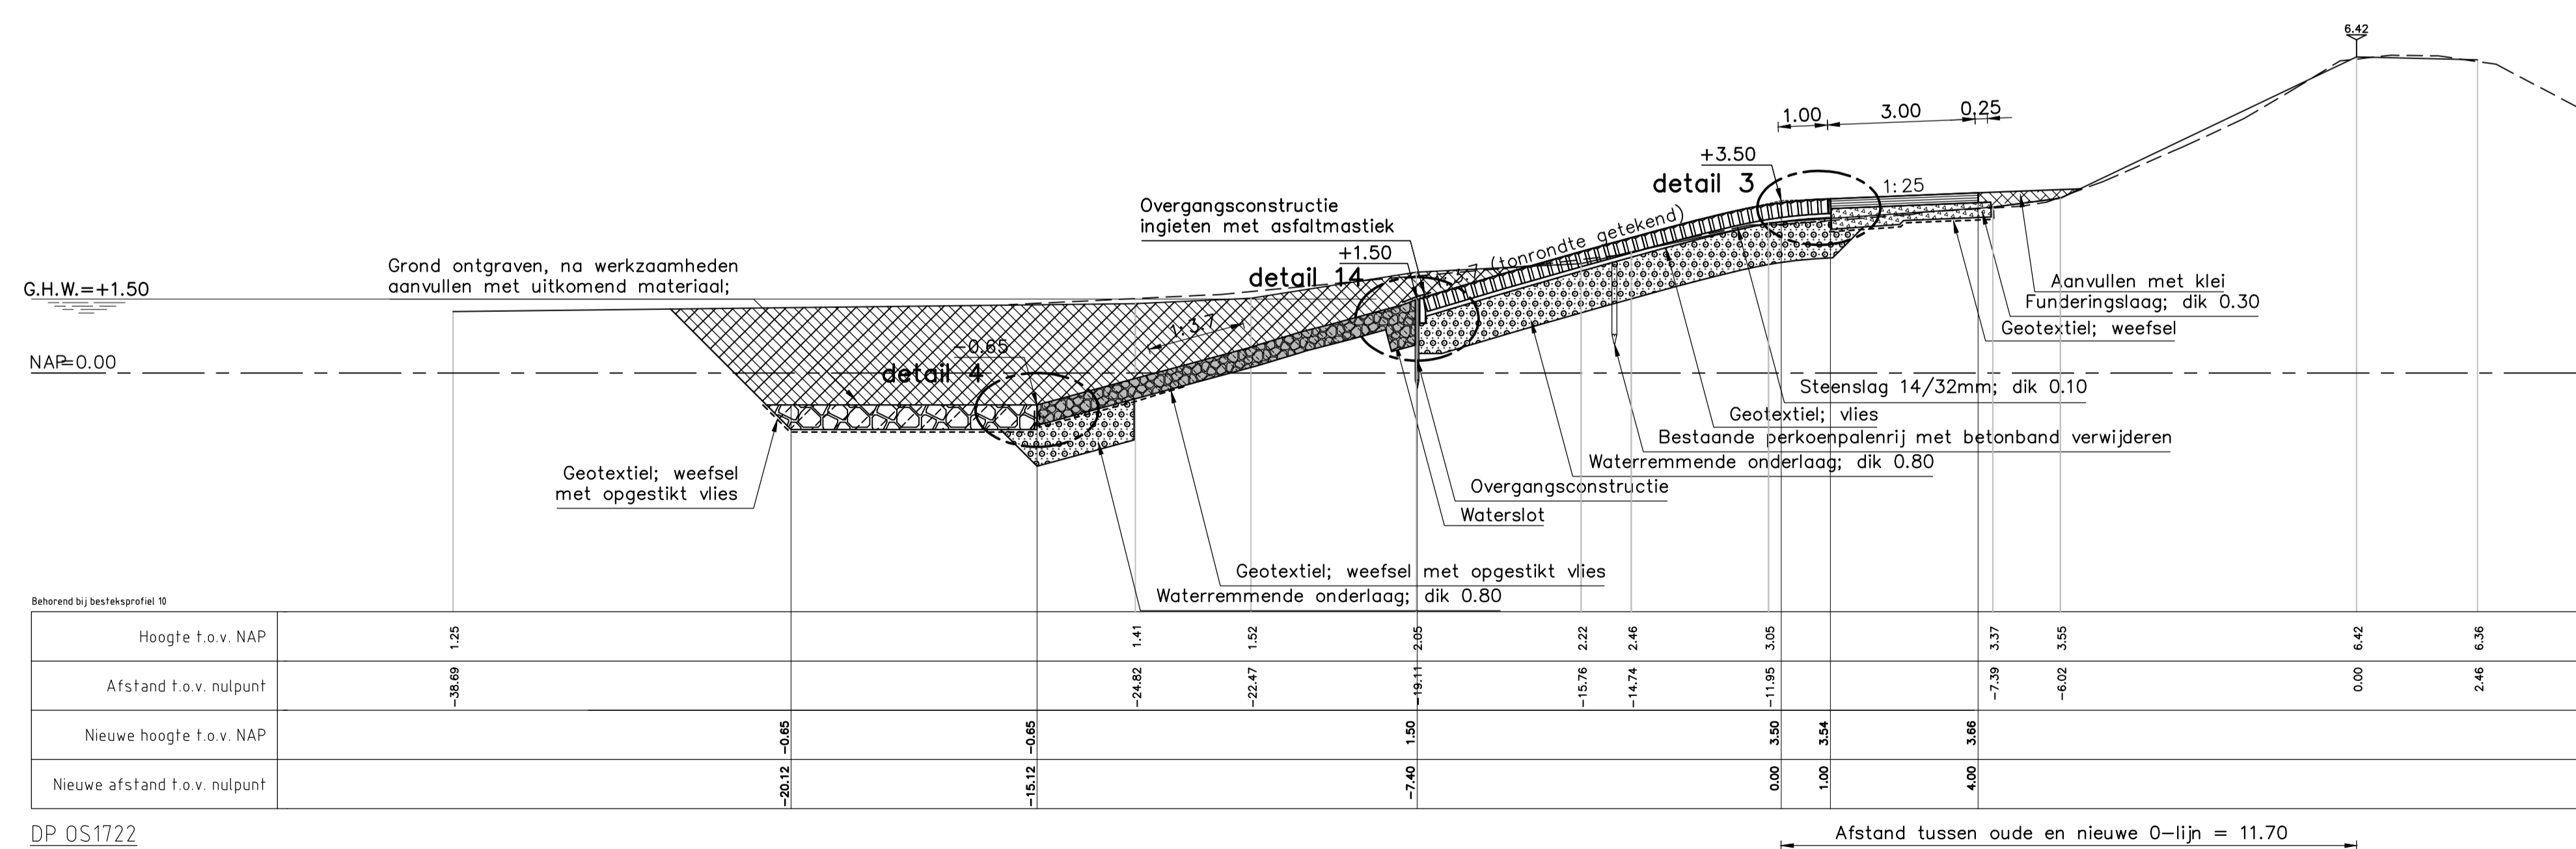 6.42
1.00
3.00
0,25
+3.50
detail 3
1:25
Overgangsconstructie
ingieten met asfaltmastiek
(tonrondte getekend)
+1.50
detail 14
Grond ontgraven, na werkzaamheden
aanvullen met uitkomend materiaal;
G.H.W.=+1.50
Aanvullen met klei
Funderingslaag; dik 0.30
Geotextiel; weefsel
1:3.7
-0.65
NAP=0.00
detail 4
Steenslag 14/32mm; dik 0.10
Geotextiel; vlies
Bestaande perkoenpalenrij met betonband verwijderen
Waterremmende onderlaag; dik 0.80
Geotextiel; weefsel
met opgestikt vlies
Overgangsconstructie
Waterslot
Geotextiel; weefsel met opgestikt vlies
Waterremmende onderlaag; dik 0.80
Behorend bij besteksprofiel 10
Hoogte t.o.v. NAP 1.25 1.41 1.52 2.05 2.22 2.46 3.05 3.37 3.55 6.42 6.36
Afstand t.o.v. nulpunt -38.69 -24.82 -22.47 -19.11 -15.76 -14.74 -11.95 -7.39 -6.02 0.00 2.46
Nieuwe hoogte t.o.v. NAP -0.65 -0.65 1.50 3.50 3.54 3.66
Nieuwe afstand t.o.v. nulpunt -20.12 -15.12 -7.40 0.00 1.00 4.00
DP OS1722
Afstand tussen oude en nieuwe 0-lijn = 11.70